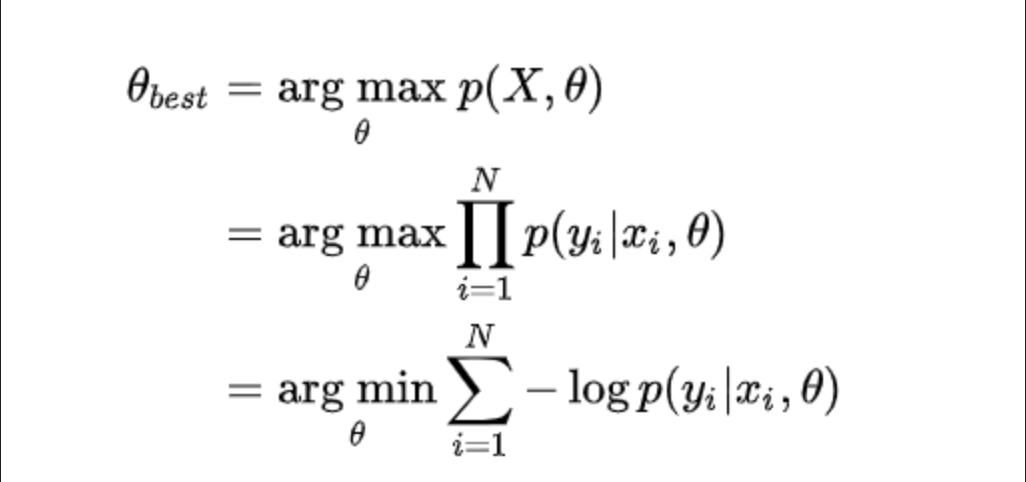 θ_best = arg max_θ p(X, θ)
= arg max_θ ∏_{i=1}^{N} p(y_i|x_i, θ)
= arg min_θ ∑_{i=1}^{N} − log p(y_i|x_i, θ)